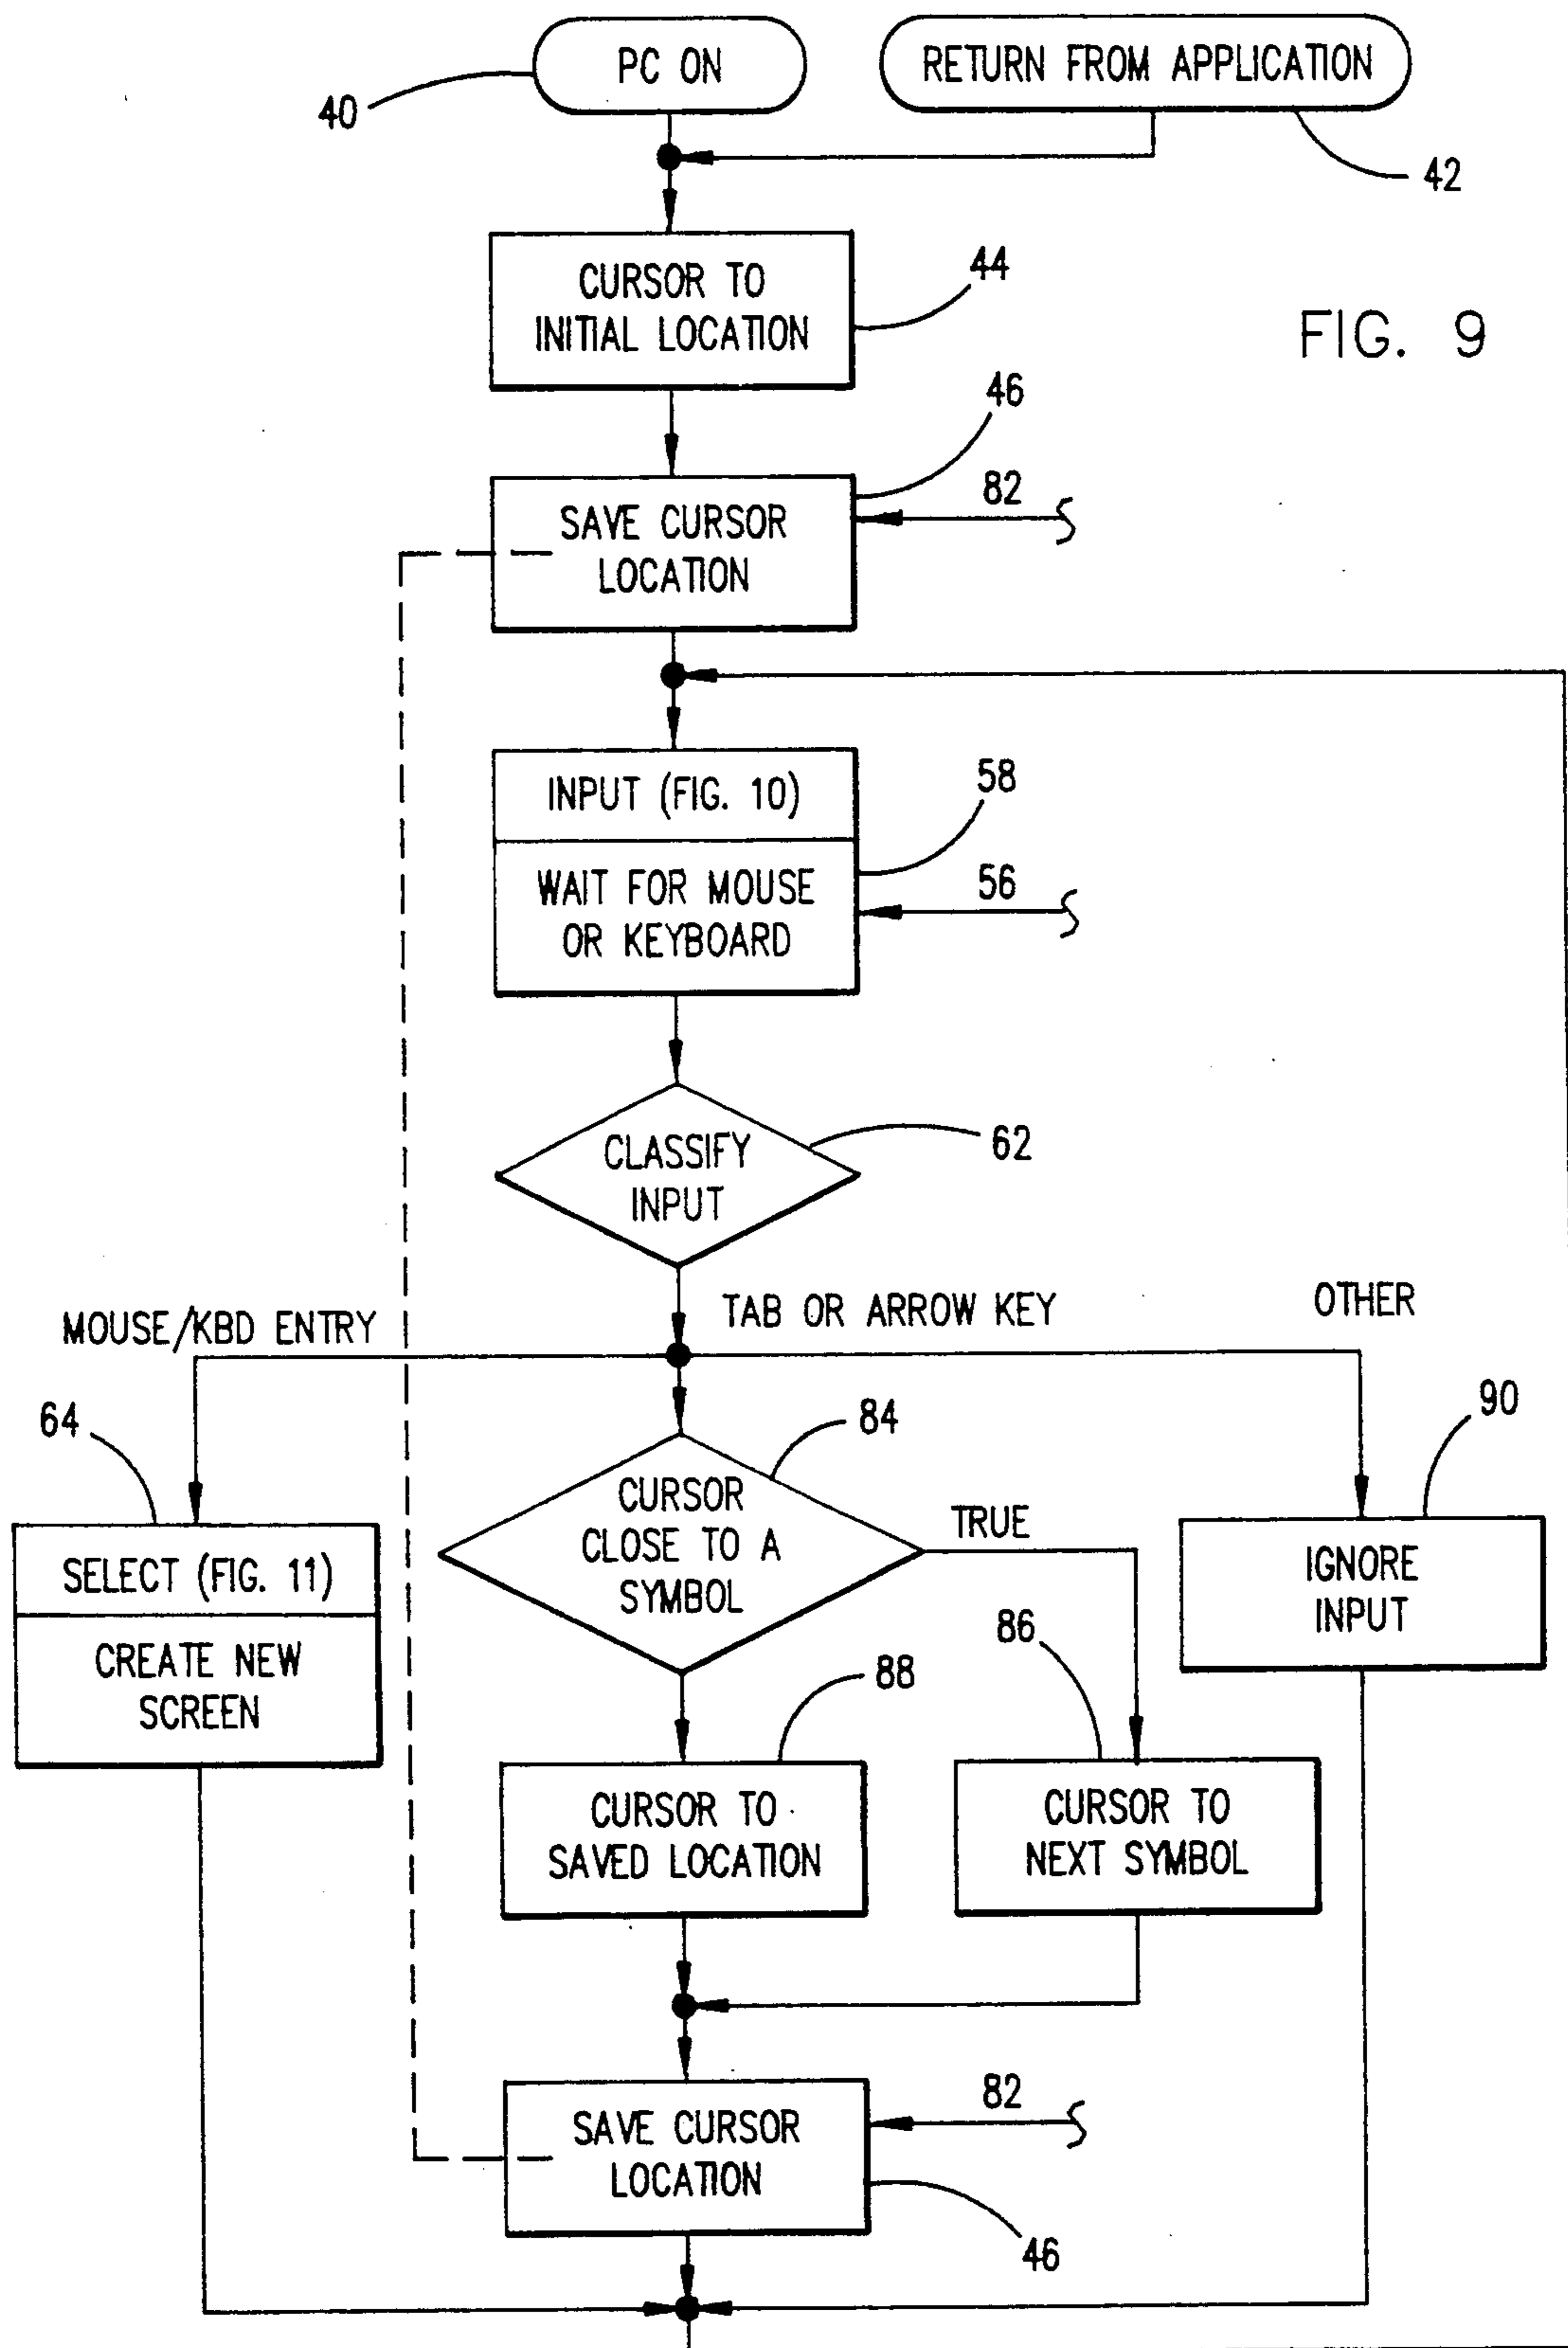 PC ON
RETURN FROM APPLICATION
40
42
CURSOR TO
INITIAL LOCATION
44
FIG. 9
46
SAVE CURSOR
LOCATION
82
INPUT (FIG. 10)
58
WAIT FOR MOUSE
OR KEYBOARD
56
CLASSIFY
INPUT
62
MOUSE/KBD ENTRY
TAB OR ARROW KEY
OTHER
64
84
90
SELECT (FIG. 11)
CREATE NEW
SCREEN
CURSOR
CLOSE TO A
SYMBOL
TRUE
IGNORE
INPUT
88
86
CURSOR TO
SAVED LOCATION
CURSOR TO
NEXT SYMBOL
SAVE CURSOR
LOCATION
82
46